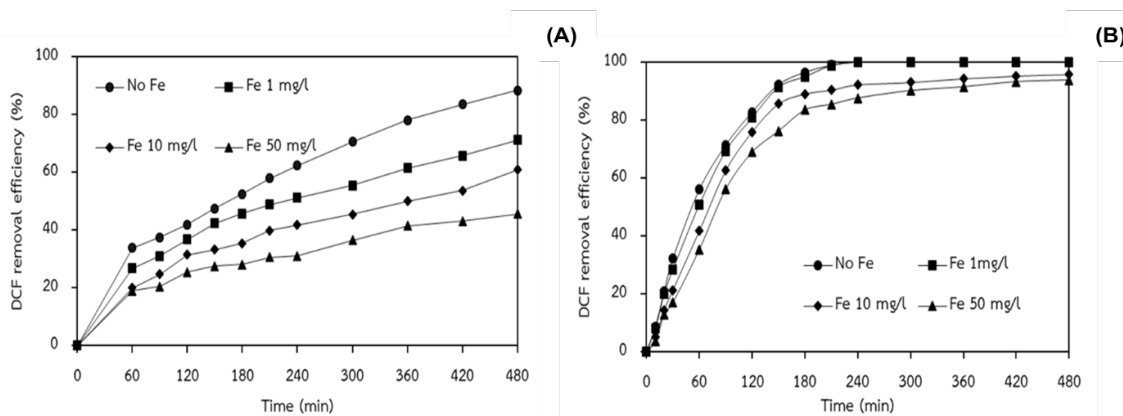 (A)
100
80
60
40
20
0
DCF removal efficiency (%)
No Fe
Fe 1 mg/l
Fe 10 mg/l
Fe 50 mg/l
0 60 120 180 240 300 360 420 480
Time (min)
(B)
100
80
60
40
20
0
DCF removal efficiency (%)
No Fe
Fe 1mg/l
Fe 10 mg/l
Fe 50 mg/l
0 60 120 180 240 300 360 420 480
Time (min)